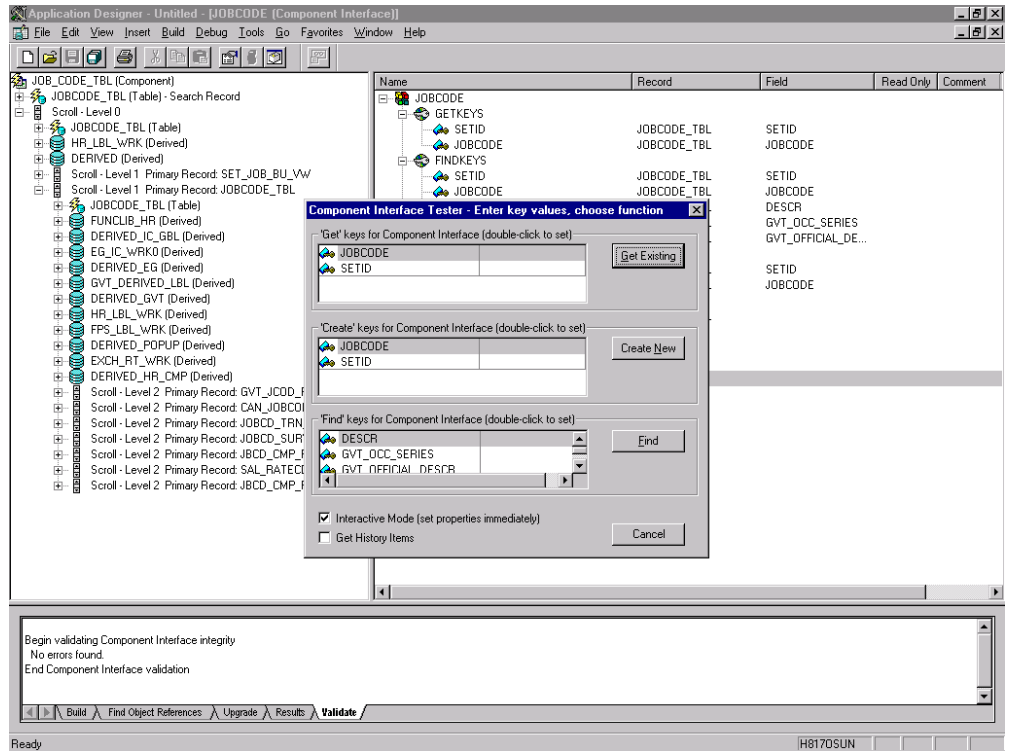 Application Designer - Untitled - [JOBCODE (Component Interface)]
File Edit View Insert Build Debug Tools Go Favorites Window Help
JOB_CODE_TBL (Component)
JOBCODE_TBL (Table) - Search Record
Scroll - Level 0
JOBCODE_TBL (Table)
HR_LBL_WRK (Derived)
DERIVED (Derived)
Scroll - Level 1 Primary Record: SET_JOB_BU_VW
Scroll - Level 1 Primary Record: JOBCODE_TBL
JOBCODE_TBL (Table)
FUNCLIB_HR (Derived)
DERIVED_IC_GBL (Derived)
EG_IC_WRK0 (Derived)
DERIVED_EG (Derived)
GVT_DERIVED_LBL (Derived)
DERIVED_GVT (Derived)
HR_LBL_WRK (Derived)
FPS_LBL_WRK (Derived)
DERIVED_POPUP (Derived)
EXCH_RT_WRK (Derived)
DERIVED_HR_CMP (Derived)
Scroll - Level 2 Primary Record: GVT_JCOD_
Scroll - Level 2 Primary Record: CAN_JOBCO
Scroll - Level 2 Primary Record: JOBCD_TRN_
Scroll - Level 2 Primary Record: JOBCD_SUR
Scroll - Level 2 Primary Record: JBCD_CMP_
Scroll - Level 2 Primary Record: SAL_RATEC
Scroll - Level 2 Primary Record: JBCD_CMP_
Name Record Field Read Only Comment
JOBCODE
GETKEYS
SETID JOBCODE_TBL SETID
JOBCODE JOBCODE_TBL JOBCODE
FINDKEYS
SETID JOBCODE_TBL SETID
JOBCODE JOBCODE_TBL JOBCODE
DESCR
GVT_OCC_SERIES
GVT_OFFICIAL_DE...
SETID
JOBCODE
Component Interface Tester - Enter key values, choose function
'Get' keys for Component Interface (double-click to set)
JOBCODE
SETID
Get Existing
'Create' keys for Component Interface (double-click to set)
JOBCODE
SETID
Create New
'Find' keys for Component Interface (double-click to set)
DESCR
GVT_OCC_SERIES
GVT_OFFICIAL_DESCR
Find
Interactive Mode (set properties immediately)
Get History Items
Cancel
Begin validating Component Interface integrity
No errors found.
End Component Interface validation
Build Find Object References Upgrade Results Validate
Ready H817OSUN